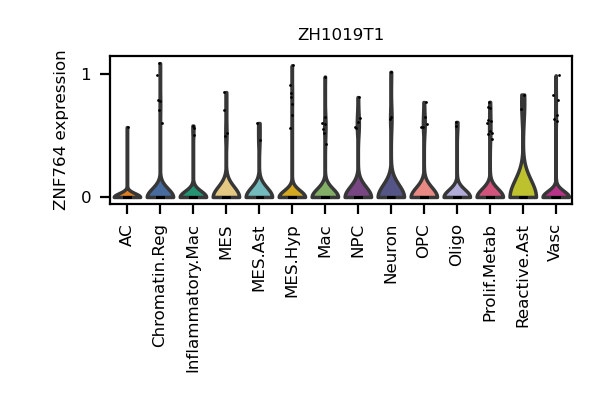 ZH1019T1
ZNF764 expression
1
0
AC
Chromatin.Reg
Inflammatory.Mac
MES
MES.Ast
MES.Hyp
Mac
NPC
Neuron
OPC
Oligo
Prolif.Metab
Reactive.Ast
Vasc